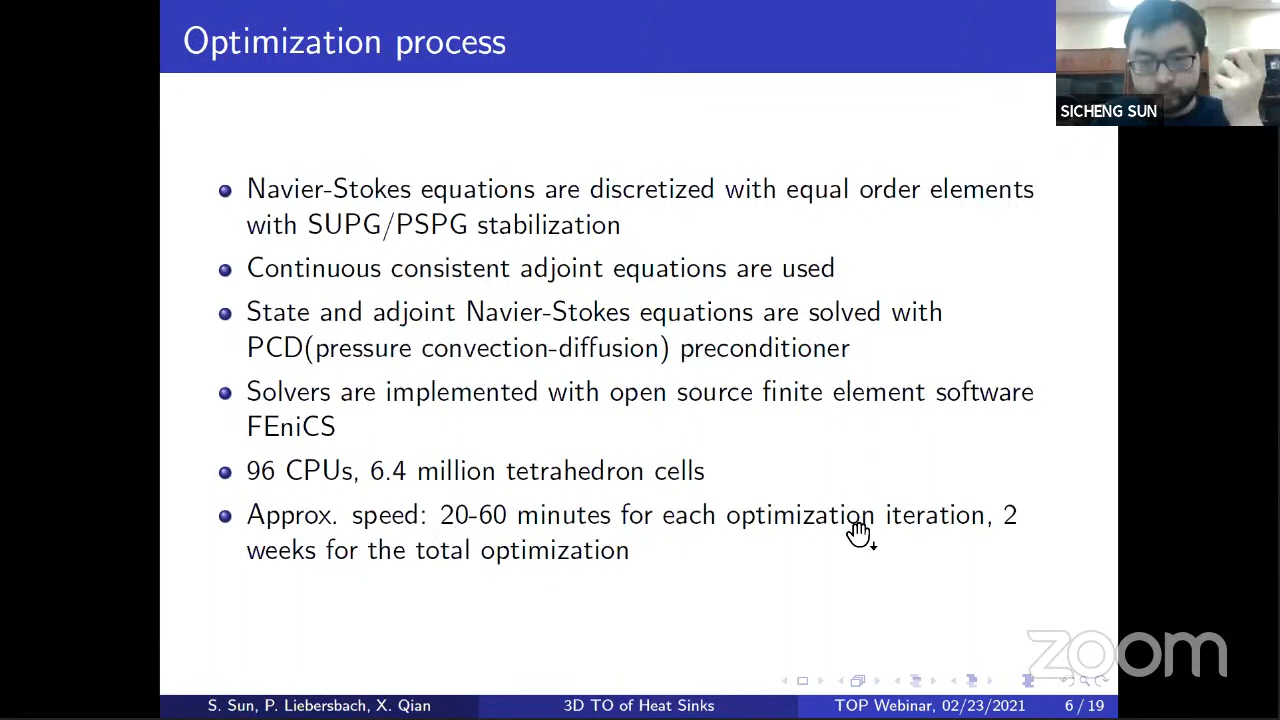 Optimization process
SICHENG SUN
Navier-Stokes equations are discretized with equal order elements
with SUPG/PSPG stabilization
Continuous consistent adjoint equations are used
State and adjoint Navier-Stokes equations are solved with
PCD(pressure convection-diffusion) preconditioner
Solvers are implemented with open source finite element software
FEniCS
96 CPUs, 6.4 million tetrahedron cells
Approx. speed: 20-60 minutes for each optimization iteration, 2
weeks for the total optimization
zoom
S. Sun, P. Liebersbach, X. Qian
3D TO of Heat Sinks
TOP Webinar, 02/23/2021
6 / 19